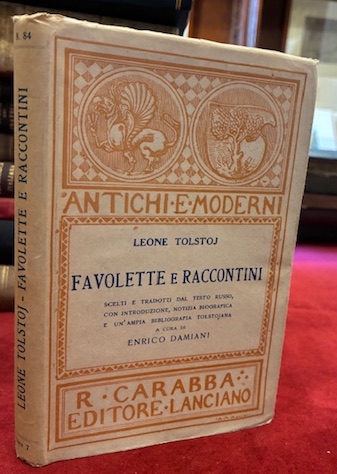 N. 84
LEONE TOLSTOJ - FAVOLETTE E RACCONTINI
ANTICHI·E·MODERNI
LEONE TOLSTOJ
FAVOLETTE E RACCONTINI
SCELTI E TRADOTTI DAL TESTO RUSSO,
CON INTRODUZIONE, NOTIZIA BIOGRAFICA
E UN'AMPIA BIBLIOGRAFIA TOLSTOJANA
A CURA DI
ENRICO DAMIANI
R·CARABBA
EDITORE·LANCIANO